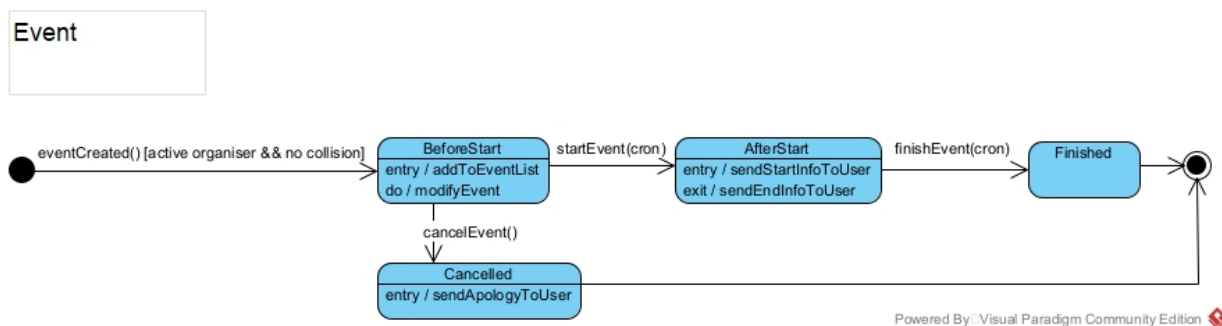 Event
eventCreated() [active organiser && no collision]
BeforeStart
entry / addToEventList
do / modifyEvent
startEvent(cron)
AfterStart
entry / sendStartInfoToUser
exit / sendEndInfoToUser
finishEvent(cron)
Finished
cancelEvent()
Cancelled
entry / sendApologyToUser
Powered By□Visual Paradigm Community Edition